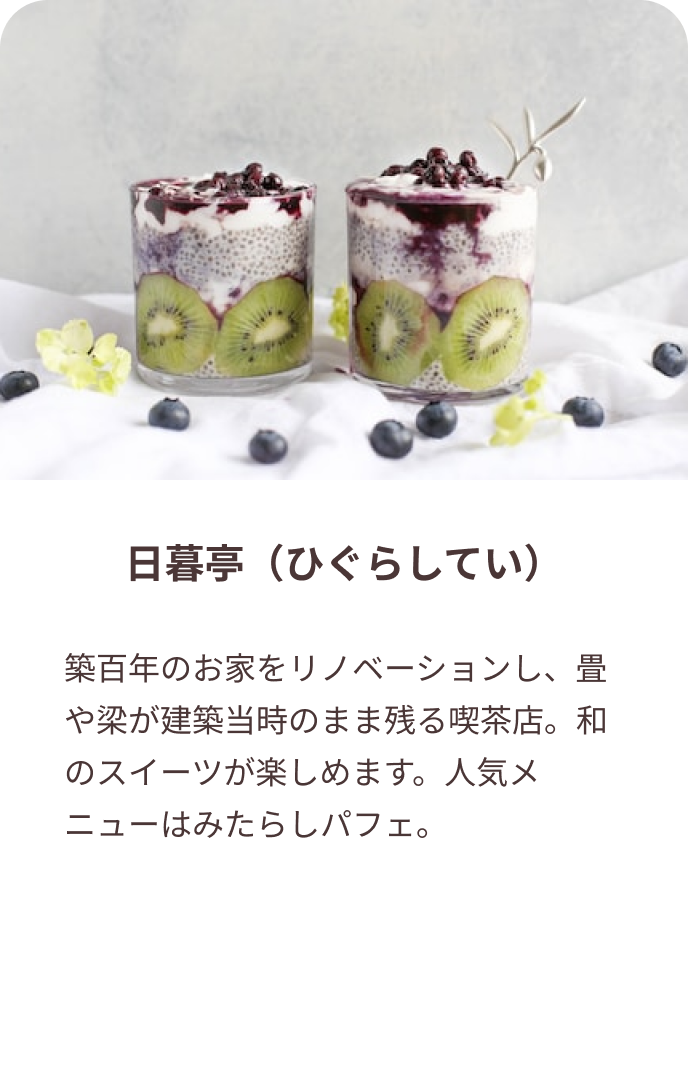 日暮亭（ひぐらしてい）
築百年のお家をリノベーションし、畳
や梁が建築当時のまま残る喫茶店。和
のスイーツが楽しめます。人気メ
ニューはみたらしパフェ。